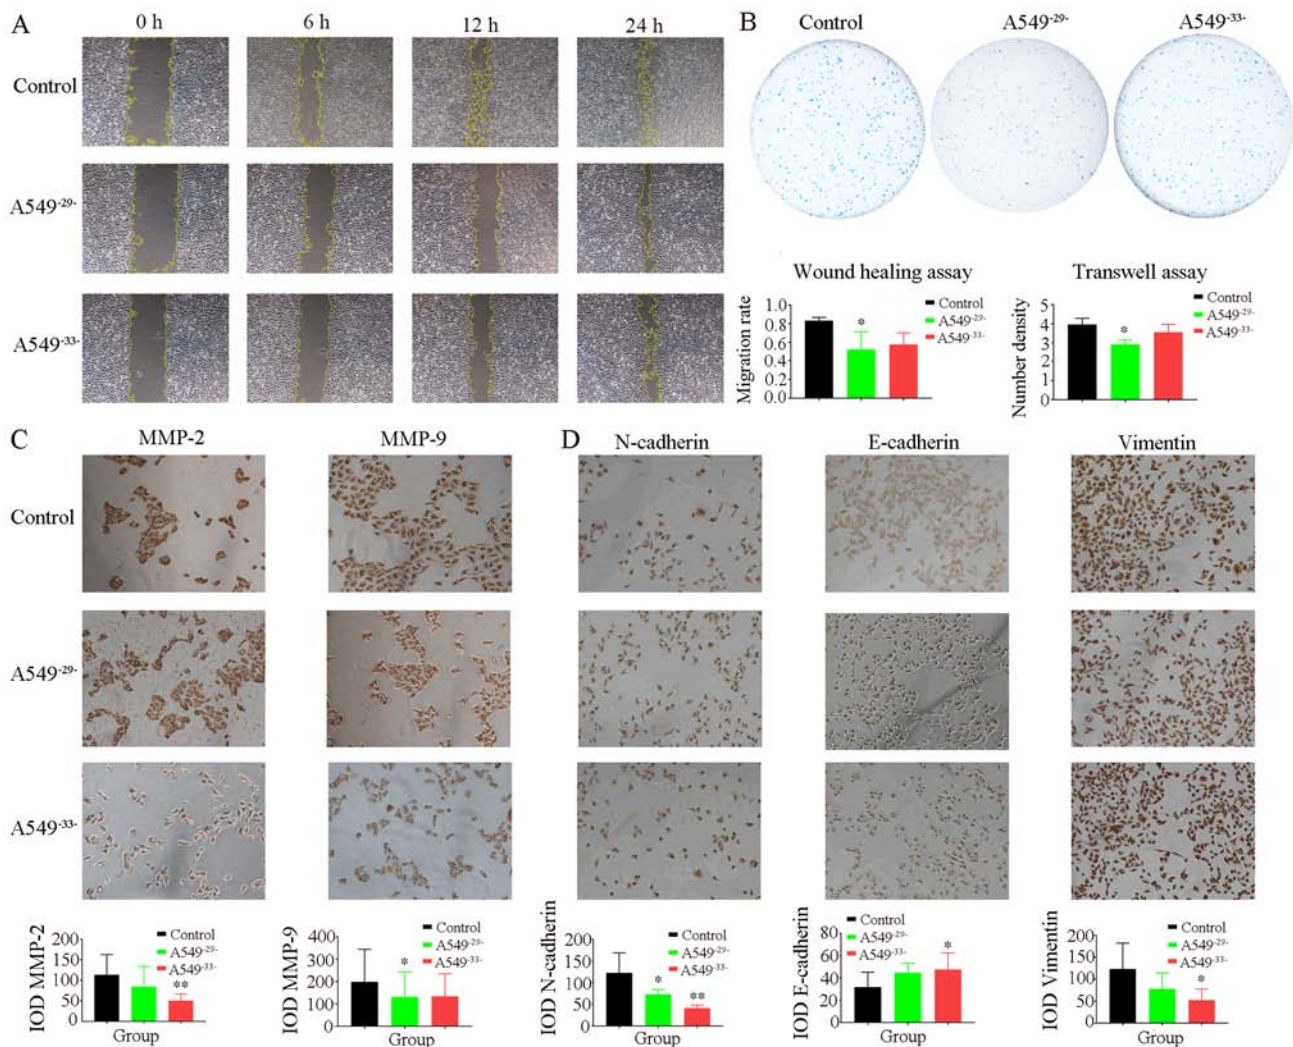 A
0 h
6 h
12 h
24 h
Control
A549-29-
A549-33-
B
Control
A549-29-
A549-33-
Wound healing assay
Migration rate
1.0
0.8
0.6
0.4
0.2
0.0
*
Control
A549-29-
A549-33-
Transwell assay
Number density
5
4
3
2
1
0
*
Control
A549-29-
A549-33-
C
MMP-2
MMP-9
Control
A549-29-
A549-33-
D
N-cadherin
E-cadherin
Vimentin
IOD MMP-2
200
150
100
50
0
**
Control
A549-29-
A549-33-
Group
IOD MMP-9
400
300
200
100
0
*
Control
A549-29-
A549-33-
Group
IOD N-cadherin
200
150
100
50
0
*
**
Control
A549-29-
A549-33-
Group
IOD E-cadherin
80
60
40
20
0
*
Control
A549-29-
A549-33-
Group
IOD Vimentin
200
150
100
50
0
*
Control
A549-29-
A549-33-
Group